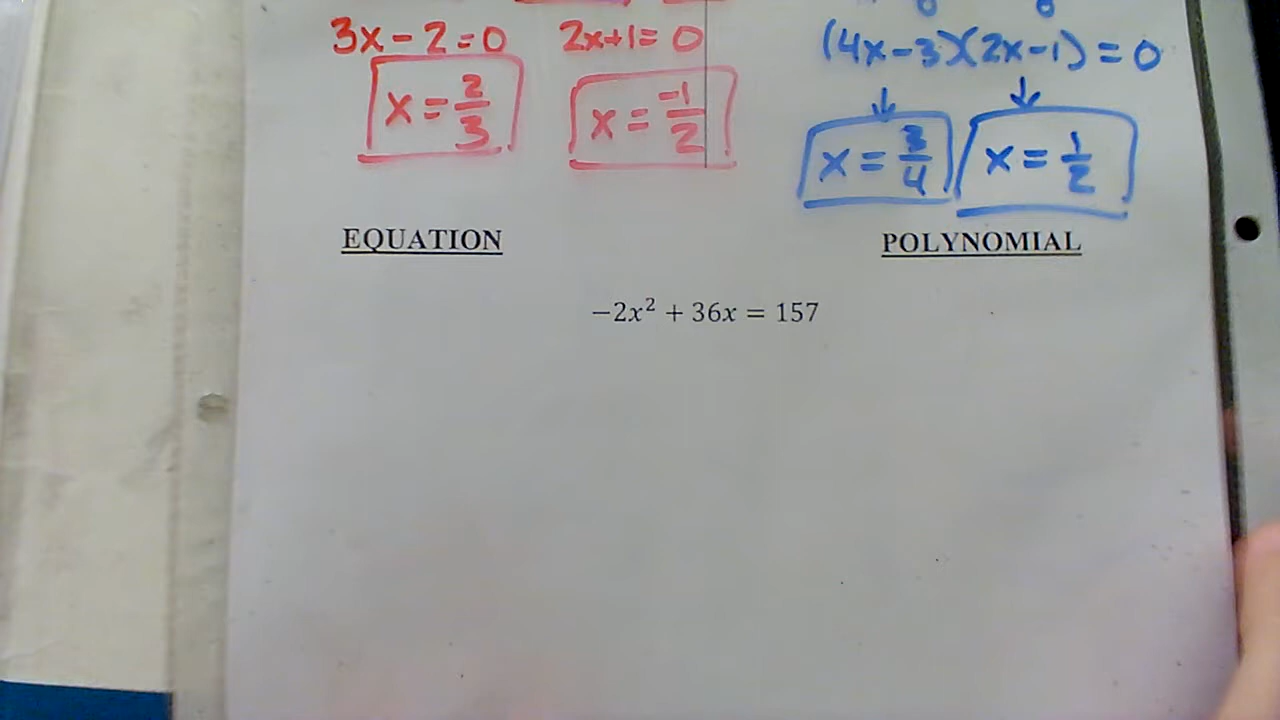 3x - 2 = 0   2x + 1 = 0   (4x - 3)(2x - 1) = 0
x = 2/3   x = -1/2   x = 3/4   x = 1/2
EQUATION   POLYNOMIAL
−2x² + 36x = 157